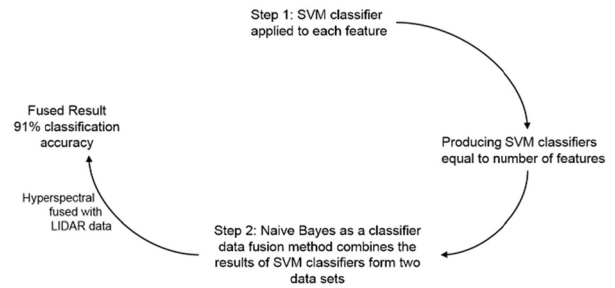 Step 1: SVM classifier
applied to each feature
Producing SVM classifiers
equal to number of features
Step 2: Naive Bayes as a classifier
data fusion method combines the
results of SVM classifiers form two
data sets
Hyperspectral
fused with
LIDAR data
Fused Result
91% classification
accuracy